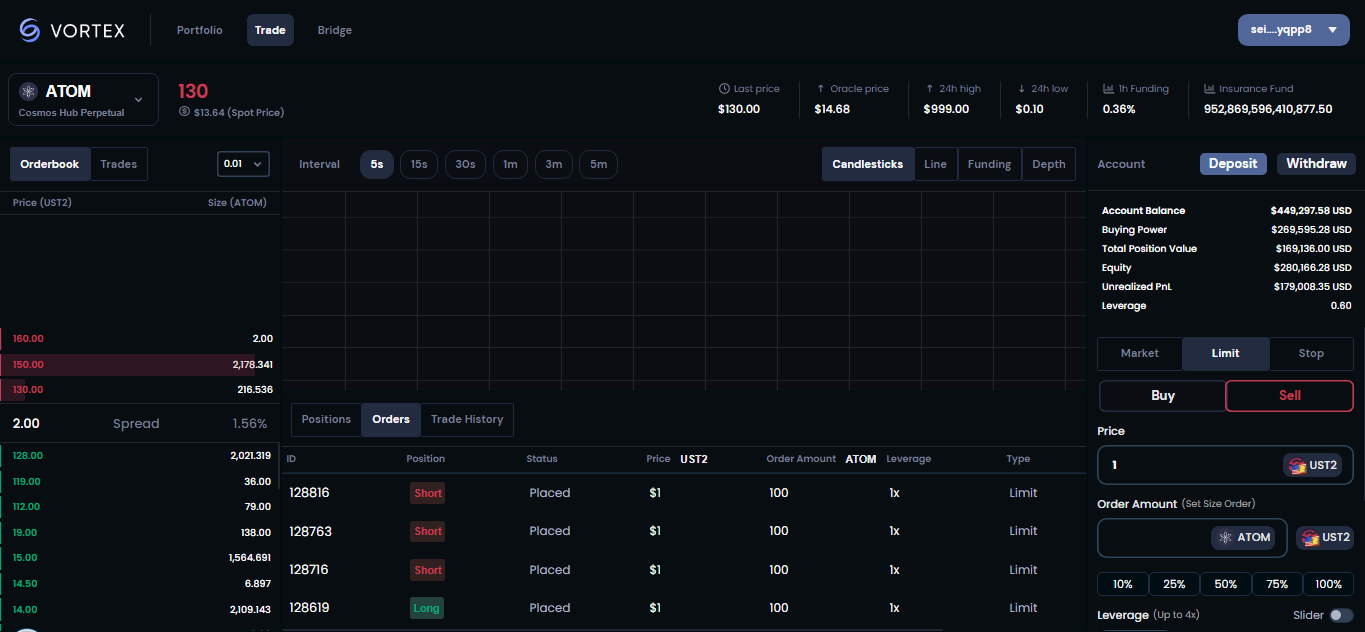 VORTEX
Portfolio Trade Bridge
sei....yqpp8
ATOM
Cosmos Hub Perpetual
130
$13.64 (Spot Price)
Last price
$130.00
Oracle price
$14.68
24h high
$999.00
24h low
$0.10
1h Funding
0.36%
Insurance Fund
952,869,596,410,877.50
Orderbook Trades 0.01
Price (UST2) Size (ATOM)
160.00 2.00
150.00 2,178.341
130.00 216.536
2.00 Spread 1.56%
128.00 2,021.319
119.00 36.00
112.00 79.00
19.00 138.00
15.00 1,564.691
14.50 6.897
14.00 2,109.143
Interval 5s 15s 30s 1m 3m 5m
Candlesticks Line Funding Depth
Positions Orders Trade History
ID Position Status Price UST2 Order Amount ATOM Leverage Type
128816 Short Placed $1 100 1x Limit
128763 Short Placed $1 100 1x Limit
128716 Short Placed $1 100 1x Limit
128619 Long Placed $1 100 1x Limit
Account Deposit Withdraw
Account Balance $449,297.58 USD
Buying Power $269,595.28 USD
Total Position Value $169,136.00 USD
Equity $280,166.28 USD
Unrealized PnL $179,008.35 USD
Leverage 0.60
Market Limit Stop
Buy Sell
Price
1 UST2
Order Amount (Set Size Order)
ATOM UST2
10% 25% 50% 75% 100%
Leverage (Up to 4x) Slider